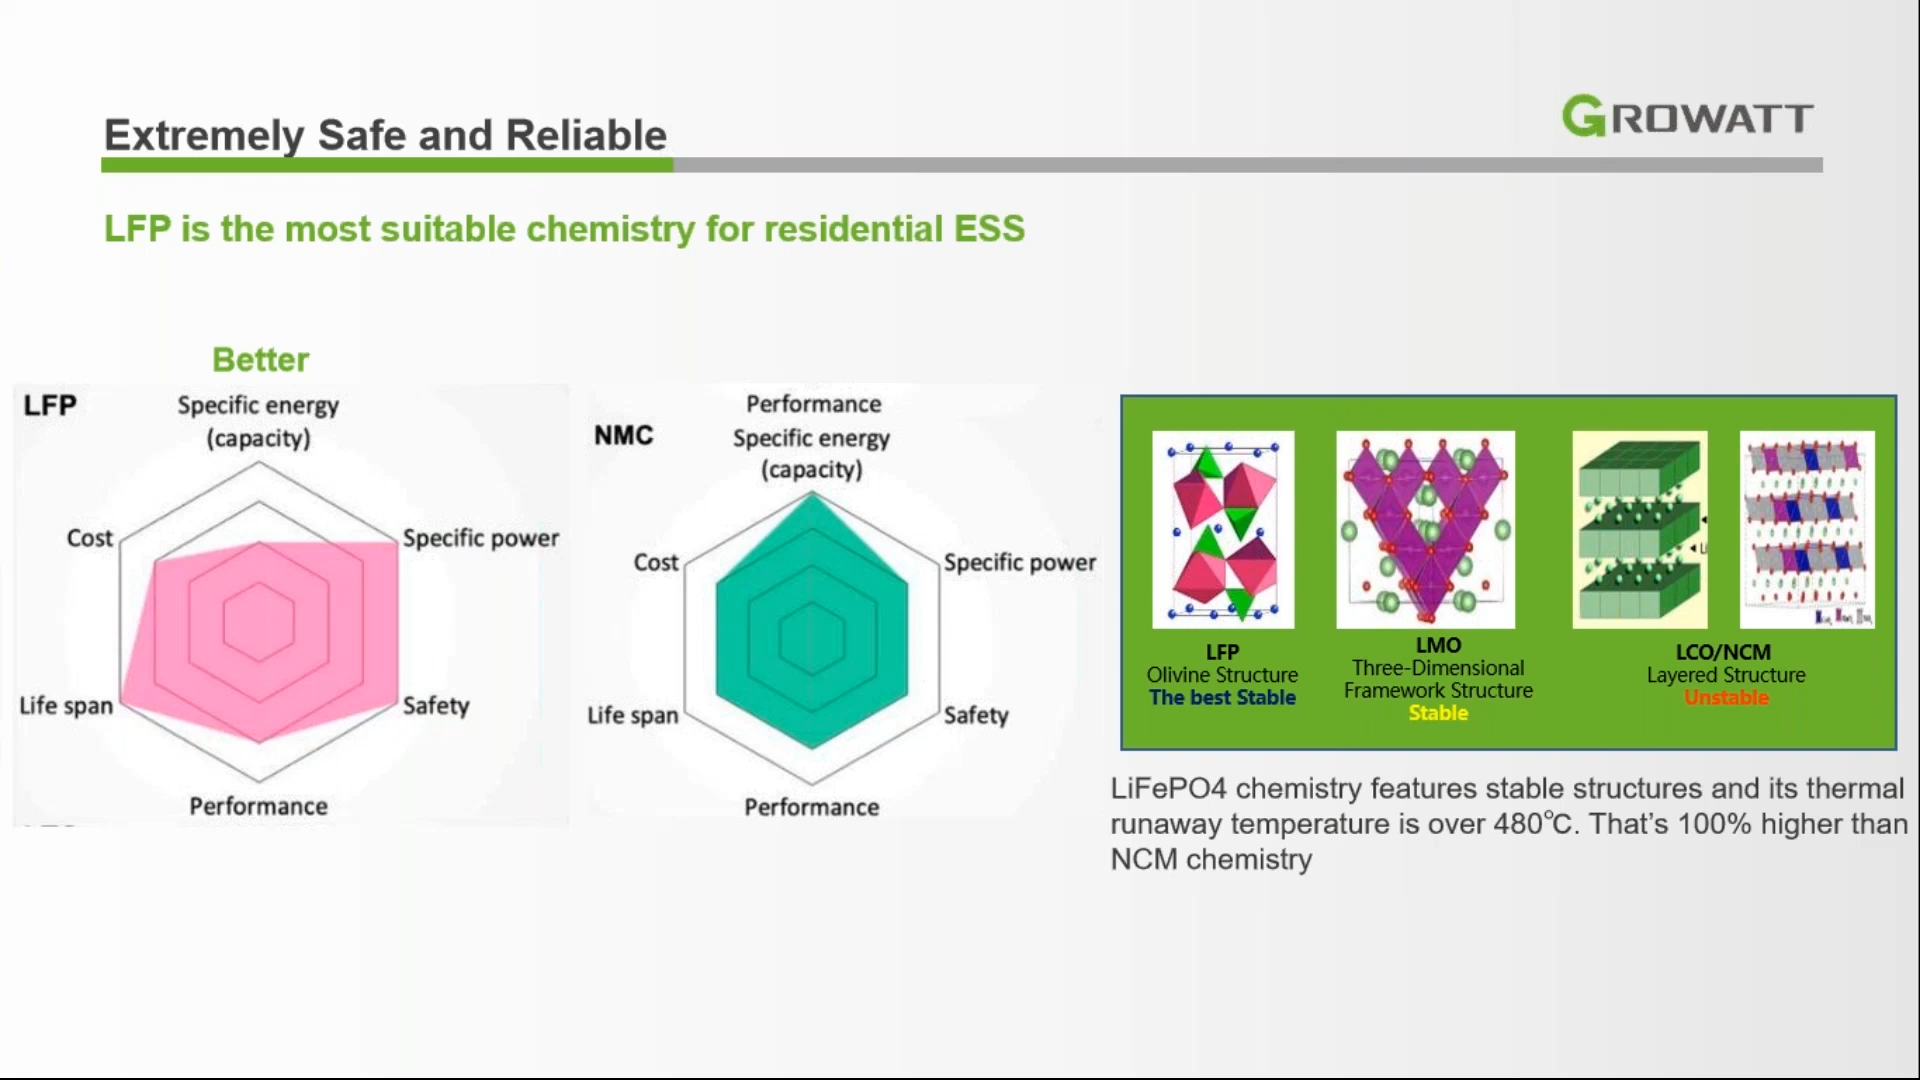 Extremely Safe and Reliable
GROWATT
LFP is the most suitable chemistry for residential ESS
Better
LFP
Specific energy
(capacity)
Cost
Specific power
Life span
Safety
Performance
NMC
Performance
Specific energy
(capacity)
Cost
Specific power
Life span
Safety
Performance
LFP
Olivine Structure
The best Stable
LMO
Three-Dimensional
Framework Structure
Stable
LCO/NCM
Layered Structure
Unstable
LiFePO4 chemistry features stable structures and its thermal
runaway temperature is over 480℃. That's 100% higher than
NCM chemistry